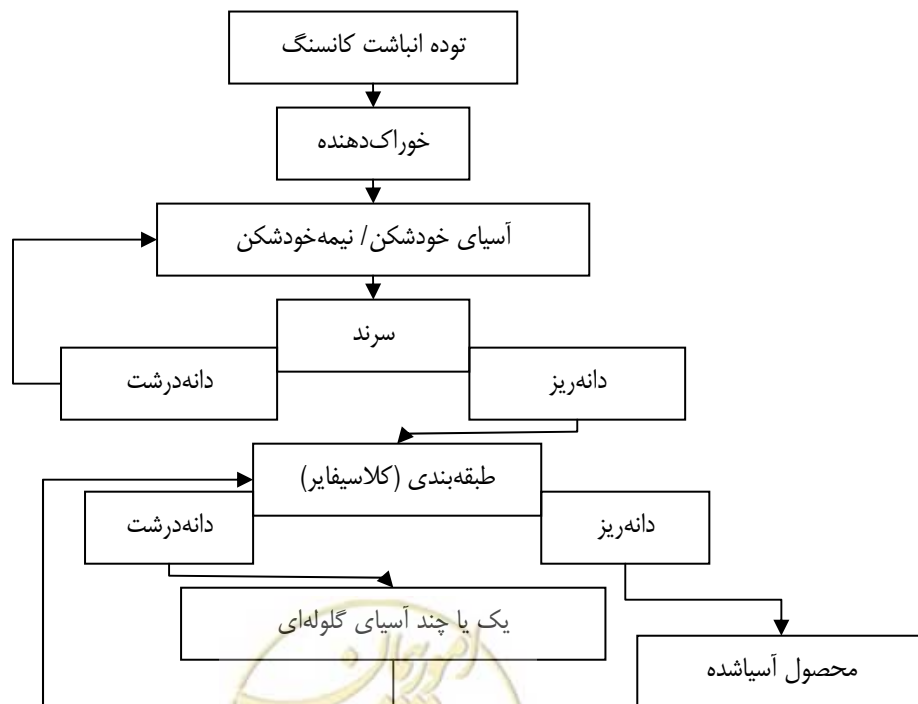 توده انباشت کانسنگ
خوراک‌دهنده
آسیای خودشکن/ نیمه‌خودشکن
سرند
دانه‌درشت
دانه‌ریز
طبقه‌بندی (کلاسیفایر)
دانه‌درشت
دانه‌ریز
یک یا چند آسیای گلوله‌ای
محصول آسیاشده